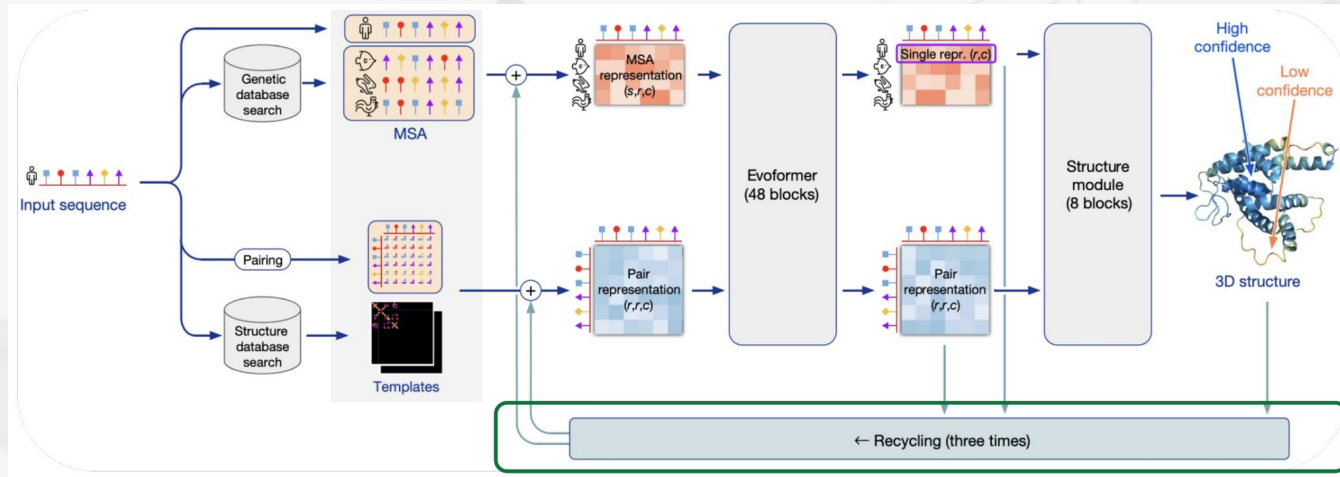 Input sequence
Genetic
database
search
Pairing
Structure
database
search
MSA
Templates
+
+
MSA
representation
(s,r,c)
Pair
representation
(r,r,c)
Evoformer
(48 blocks)
Single repr. (r,c)
Pair
representation
(r,r,c)
Structure
module
(8 blocks)
High
confidence
Low
confidence
3D structure
← Recycling (three times)